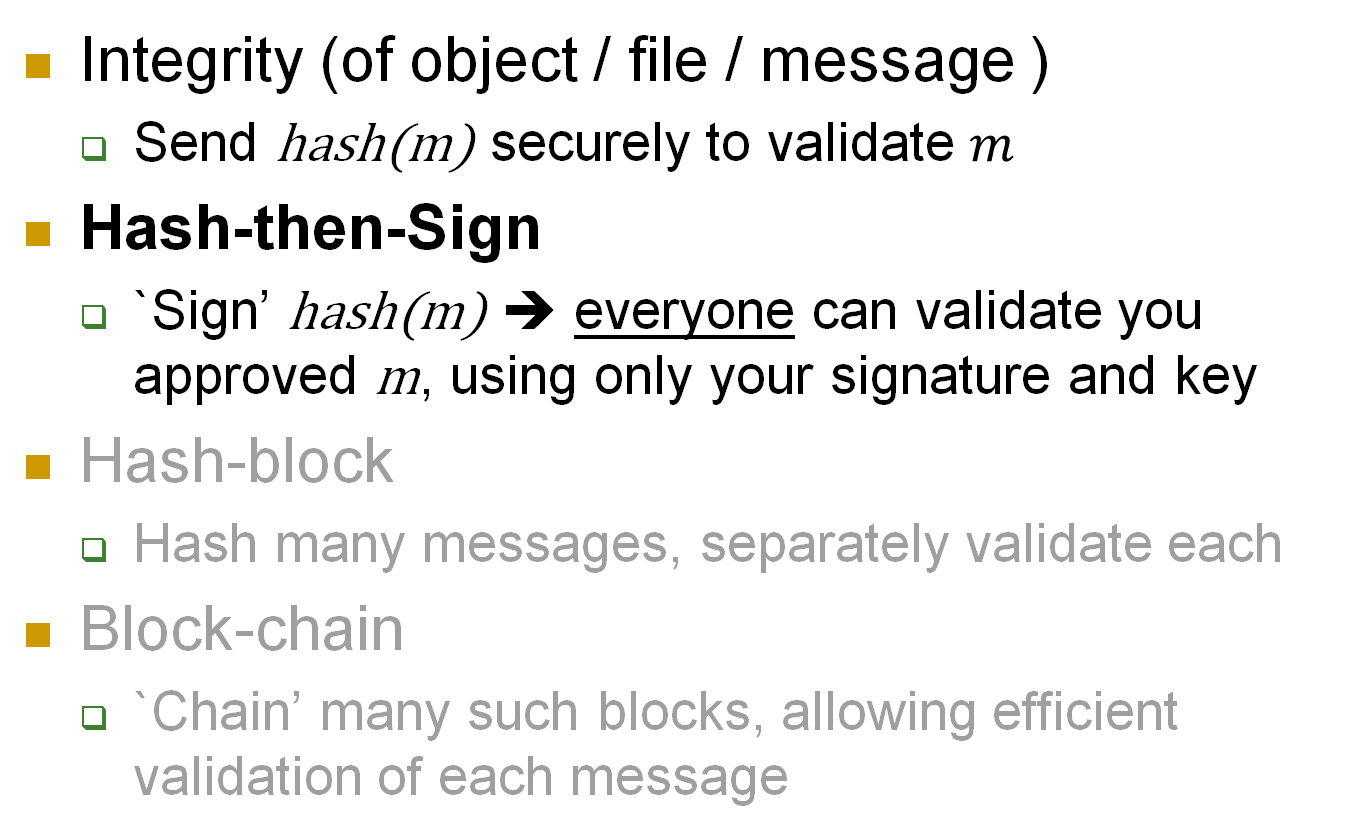 Integrity (of object / file / message )
Send hash(m) securely to validate m
Hash-then-Sign
`Sign’ hash(m) ➔ everyone can validate you
approved m, using only your signature and key
Hash-block
Hash many messages, separately validate each
Block-chain
`Chain’ many such blocks, allowing efficient
validation of each message